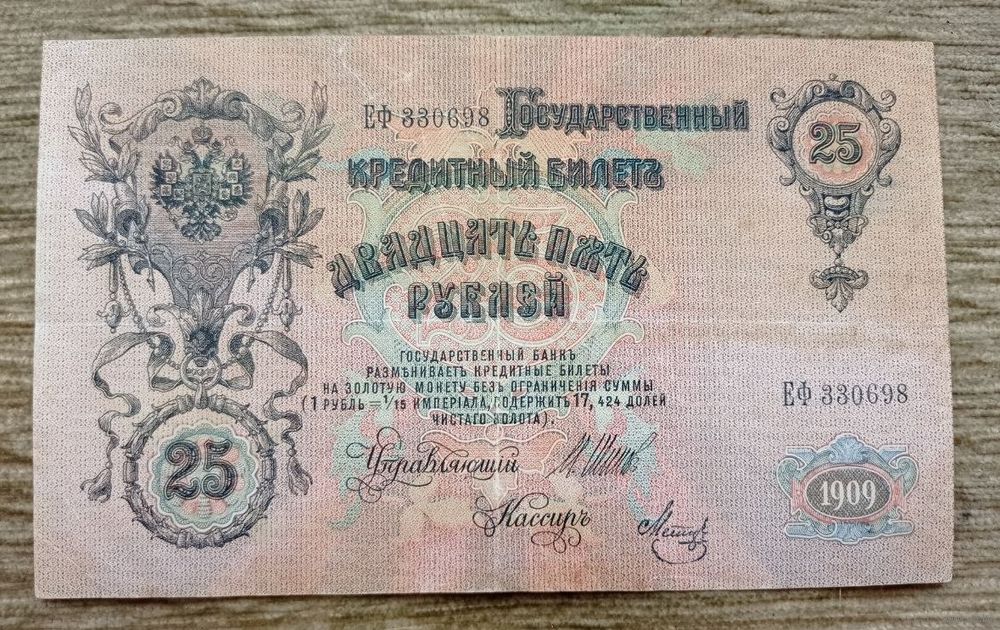 ЕФ 330698 Государственный
Кредитный Билетъ
25
Двадцать пять
рублей
Государственный банкъ
размѣниваетъ кредитные билеты
на золотую монету безъ ограниченія суммы
(1 рубль = 1/15 империала, содержитъ 17, 424 долей
чистаго золота).
ЕФ 330698
25
Управляющій
1909
Кассиръ